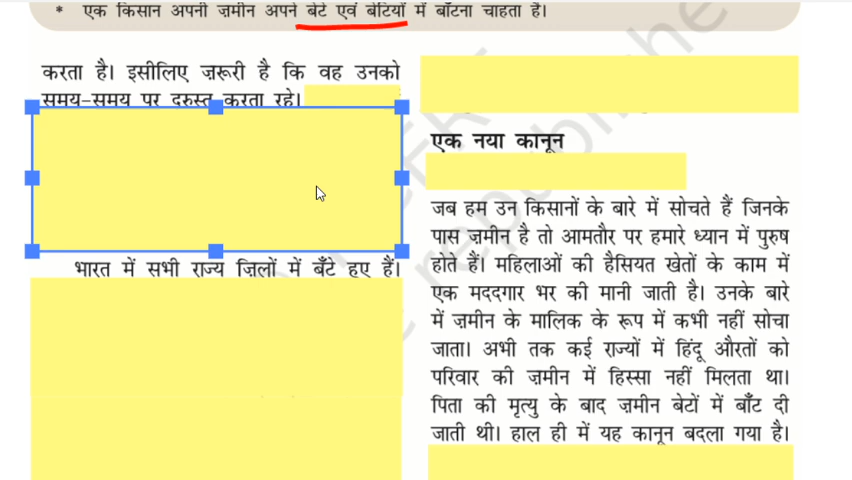 * एक किसान अपनी ज़मीन अपने बेटे एवं बेटियों में बाँटना चाहता है।
करता है। इसीलिए ज़रूरी है कि वह उनको
समय-समय पर दुरुस्त करता रहे।
भारत में सभी राज्य ज़िलों में बँटे हुए हैं।
एक नया कानून
जब हम उन किसानों के बारे में सोचते हैं जिनके
पास ज़मीन है तो आमतौर पर हमारे ध्यान में पुरुष
होते हैं। महिलाओं की हैसियत खेतों के काम में
एक मददगार भर की मानी जाती है। उनके बारे
में ज़मीन के मालिक के रूप में कभी नहीं सोचा
जाता। अभी तक कई राज्यों में हिंदू औरतों को
परिवार की ज़मीन में हिस्सा नहीं मिलता था।
पिता की मृत्यु के बाद ज़मीन बेटों में बाँट दी
जाती थी। हाल ही में यह कानून बदला गया है।